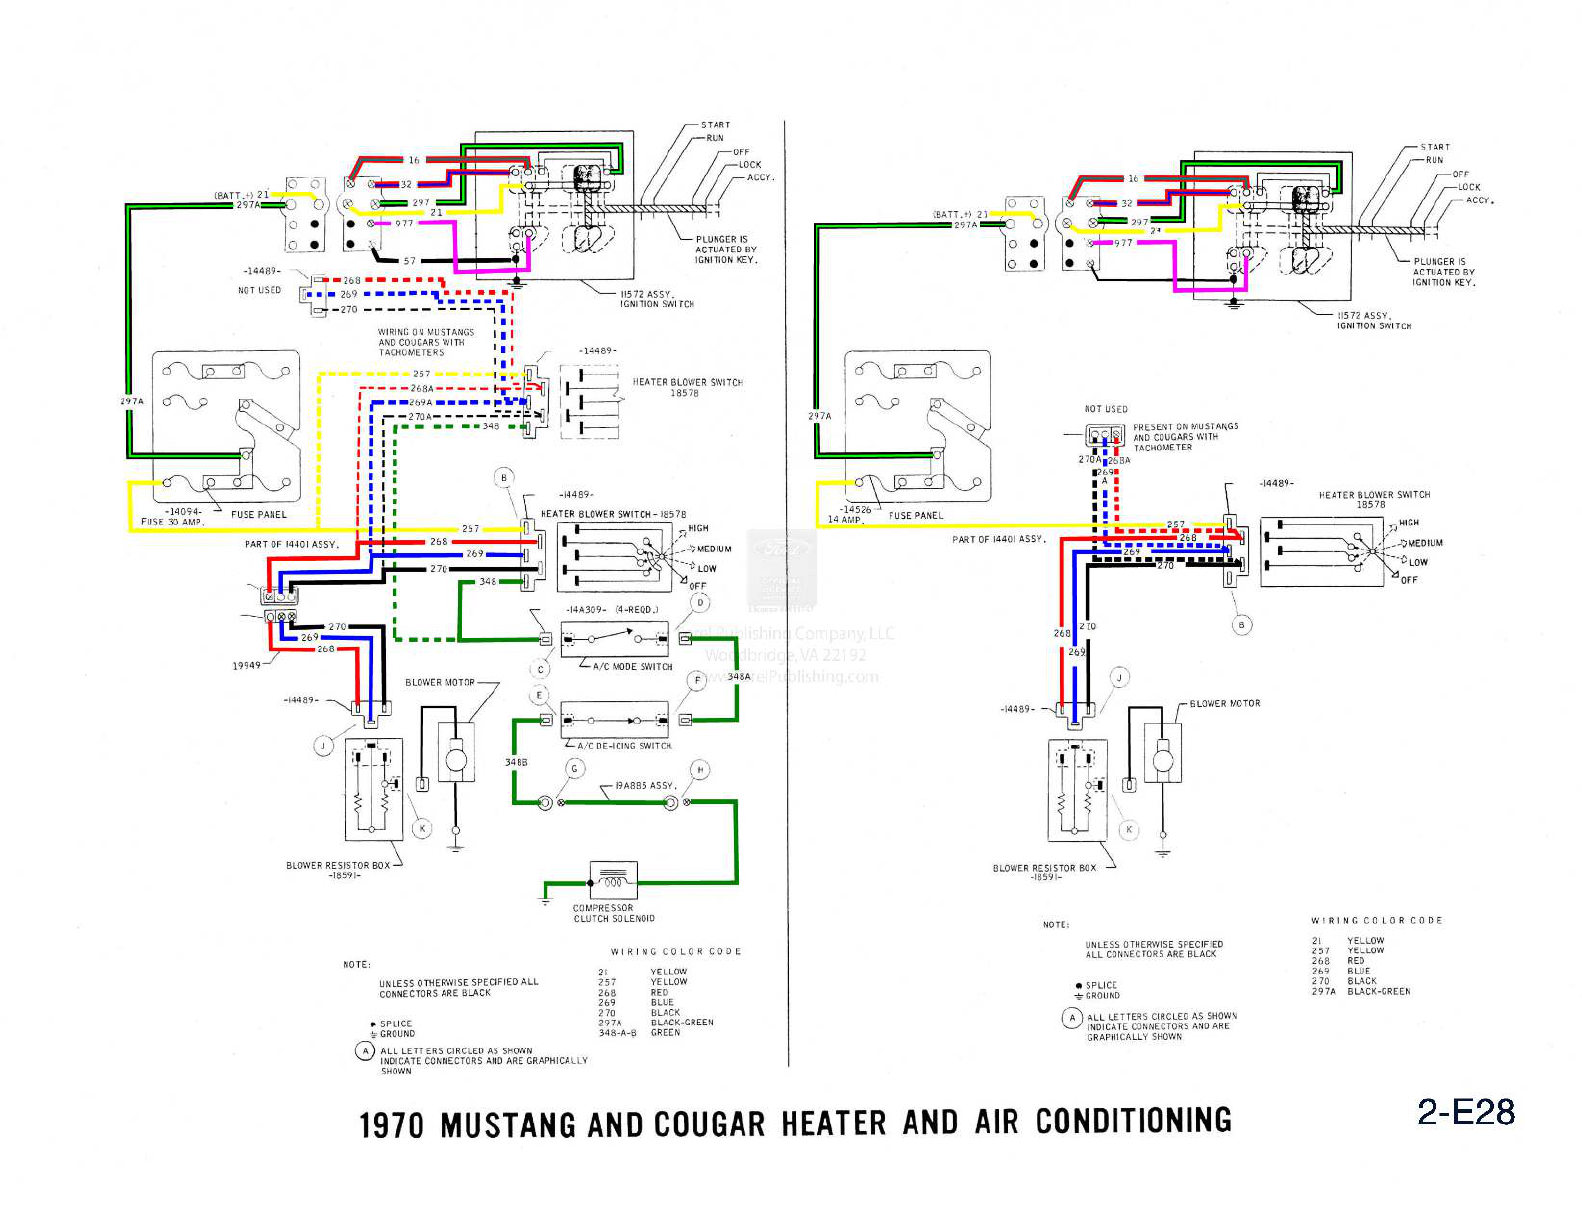 START
RUN
OFF
LOCK
ACCY.
16
32
(BATT.+) 21
297A
297
21
977
57
PLUNGER IS
ACTUATED BY
IGNITION KEY.
-14489-
NOT USED
268
269
270
11572 ASSY.
IGNITION SWITCH
WIRING ON MUSTANGS
AND COUGARS WITH
TACHOMETERS
-14489-
257
268A
269A
270A
348
HEATER BLOWER SWITCH
18578
297A
B
-14489-
-14094-
FUSE 30 AMP.
FUSE PANEL
HEATER BLOWER SWITCH - 18578
257
268
269
270
348
HIGH
MEDIUM
LOW
OFF
PART OF 14401 ASSY.
-14A309- (4-REQD.)
D
270
269
268
19949
C
A/C MODE SWITCH
348A
BLOWER MOTOR
-14489-
E
F
J
A/C DE-ICING SWITCH
348B
G
H
19A885 ASSY.
K
BLOWER RESISTOR BOX
-18591-
COMPRESSOR
CLUTCH SOLENOID
NOTE:
UNLESS OTHERWISE SPECIFIED ALL
CONNECTORS ARE BLACK
SPLICE
GROUND
A
ALL LETTERS CIRCLED AS SHOWN
INDICATE CONNECTORS AND ARE GRAPHICALLY
SHOWN
WIRING COLOR CODE
21 YELLOW
257 YELLOW
268 RED
269 BLUE
270 BLACK
297A BLACK-GREEN
348-A-B GREEN
START
RUN
OFF
LOCK
ACCY.
16
32
(BATT.+) 21
297A
297
21
977
PLUNGER IS
ACTUATED BY
IGNITION KEY.
11572 ASSY.
IGNITION SWITCH
297A
NOT USED
PRESENT ON MUSTANGS
AND COUGARS WITH
TACHOMETER
270A
269
A
268A
-14489-
HEATER BLOWER SWITCH
18578
-14526-
14 AMP.
FUSE PANEL
PART OF 14401 ASSY.
257
268
269
270
HIGH
MEDIUM
LOW
OFF
B
268
270
269
J
-14489-
BLOWER MOTOR
K
BLOWER RESISTOR BOX
-18591-
NOTE:
UNLESS OTHERWISE SPECIFIED
ALL CONNECTORS ARE BLACK
SPLICE
GROUND
A
ALL LETTERS CIRCLED AS SHOWN
INDICATE CONNECTORS AND ARE
GRAPHICALLY SHOWN
WIRING COLOR CODE
21 YELLOW
257 YELLOW
268 RED
269 BLUE
270 BLACK
297A BLACK-GREEN
Ford
Publishing Company, LLC
Woodbridge, VA 22192
1970 MUSTANG AND COUGAR HEATER AND AIR CONDITIONING
2-E28